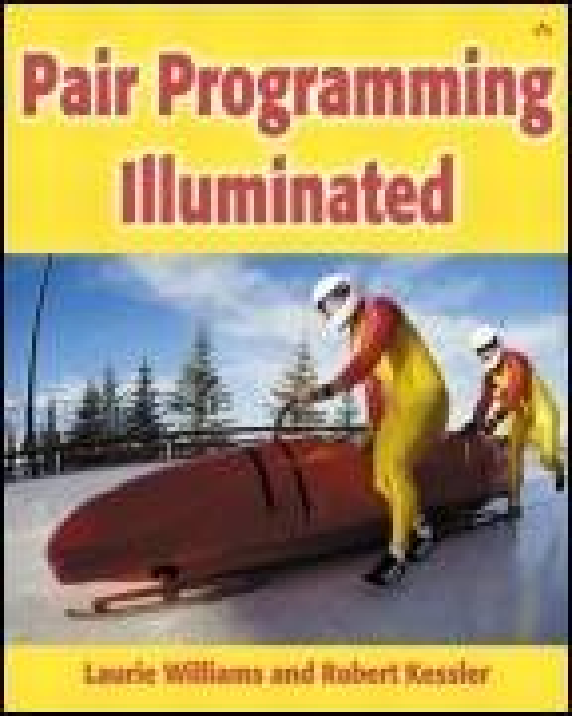 Pair Programming
Illuminated
Laurie Williams and Robert Kessler